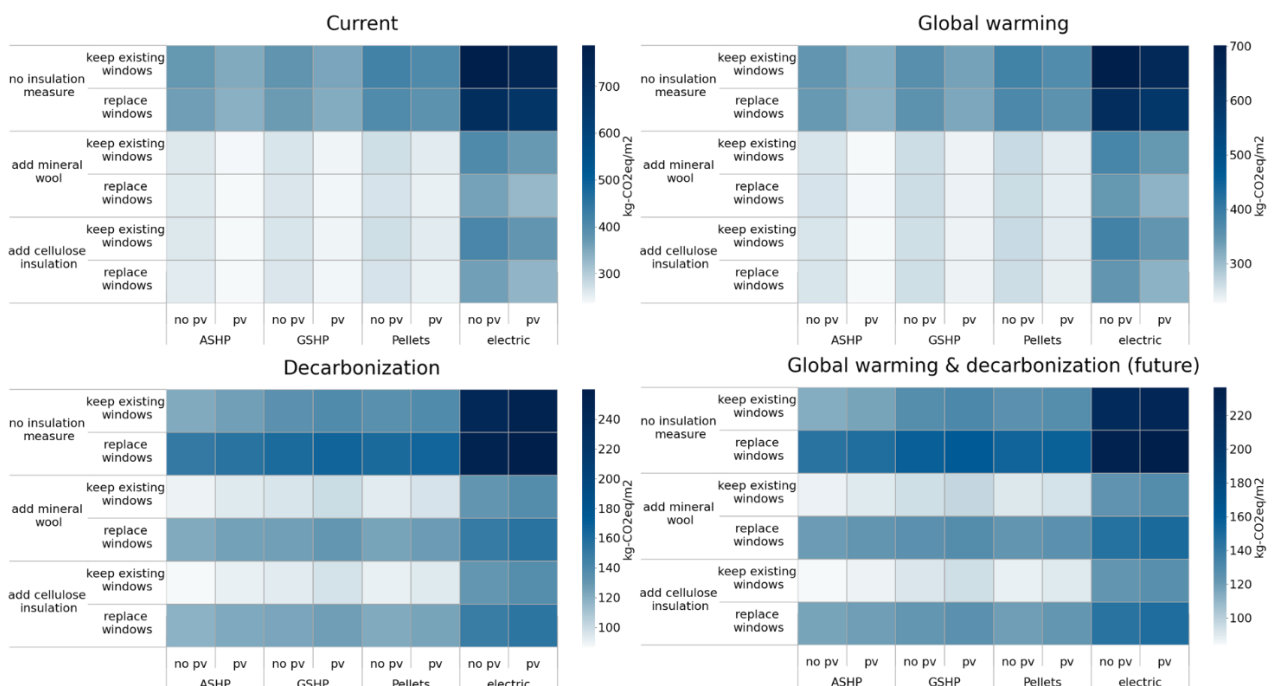 Current
no insulation
measure
keep existing
windows
replace
windows
add mineral
wool
keep existing
windows
replace
windows
add cellulose
insulation
keep existing
windows
replace
windows
no pv pv no pv pv no pv pv no pv pv
ASHP GSHP Pellets electric
700
600
500
400
300
kg-CO2eq/m2
Global warming
no insulation
measure
keep existing
windows
replace
windows
add mineral
wool
keep existing
windows
replace
windows
add cellulose
insulation
keep existing
windows
replace
windows
no pv pv no pv pv no pv pv no pv pv
ASHP GSHP Pellets electric
700
600
500
400
300
kg-CO2eq/m2
Decarbonization
no insulation
measure
keep existing
windows
replace
windows
add mineral
wool
keep existing
windows
replace
windows
add cellulose
insulation
keep existing
windows
replace
windows
no pv pv no pv pv no pv pv no pv pv
ASHP GSHP Pellets electric
240
220
200
180
160
140
120
100
kg-CO2eq/m2
Global warming & decarbonization (future)
no insulation
measure
keep existing
windows
replace
windows
add mineral
wool
keep existing
windows
replace
windows
add cellulose
insulation
keep existing
windows
replace
windows
no pv pv no pv pv no pv pv no pv pv
ASHP GSHP Pellets electric
220
200
180
160
140
120
100
kg-CO2eq/m2